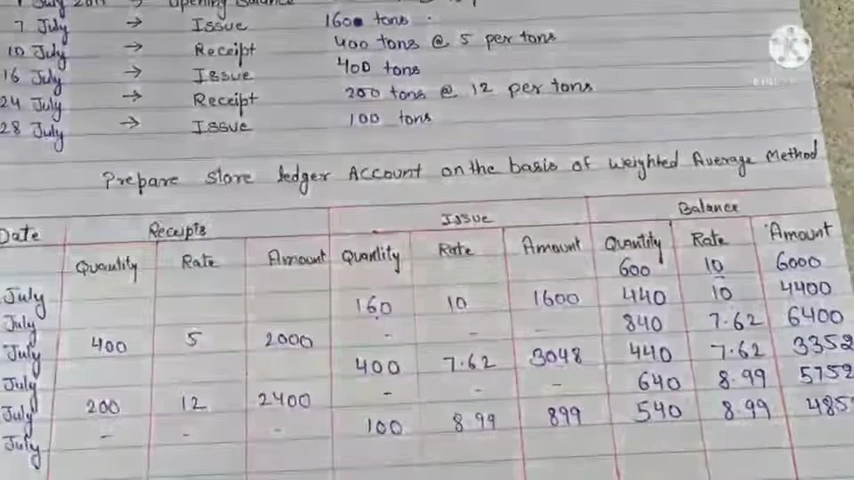 July → opening Balance
7 July → Issue 160 tons
10 July → Receipt 400 tons @ 5 per tons
16 July → Issue 400 tons
24 July → Receipt 200 tons @ 12 per tons
28 July → Issue 100 tons
KINEMASTER
Prepare store ledger Account on the basis of Weighted Average Method
Date Receipts Issue Balance
Quantity Rate Amount Quantity Rate Amount Quantity Rate Amount
July 600 10 6000
July 160 10 1600 440 10 4400
July 400 5 2000 - - - 840 7.62 6400
July 400 7.62 3048 440 7.62 3352
July 200 12 2400 - - - 640 8.99 5752
July - - - 100 8.99 899 540 8.99 485